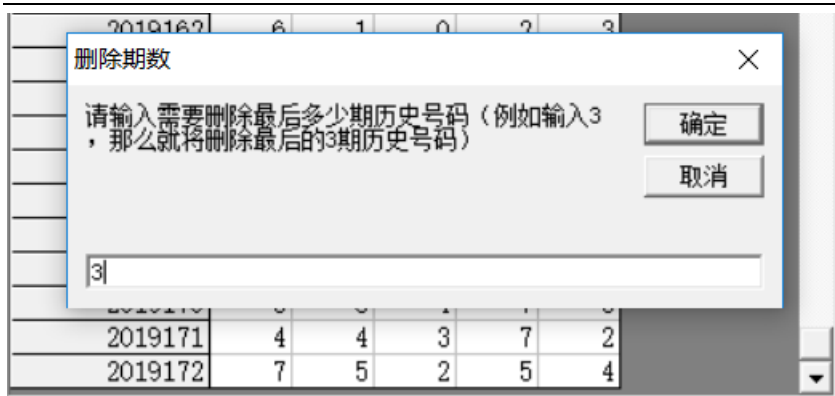 2019162 6 1 0 2 3
删除期数
请输入需要删除最后多少期历史号码（例如输入3
，那么就将删除最后的3期历史号码）
确定
取消
3
2019171 4 4 3 7 2
2019172 7 5 2 5 4